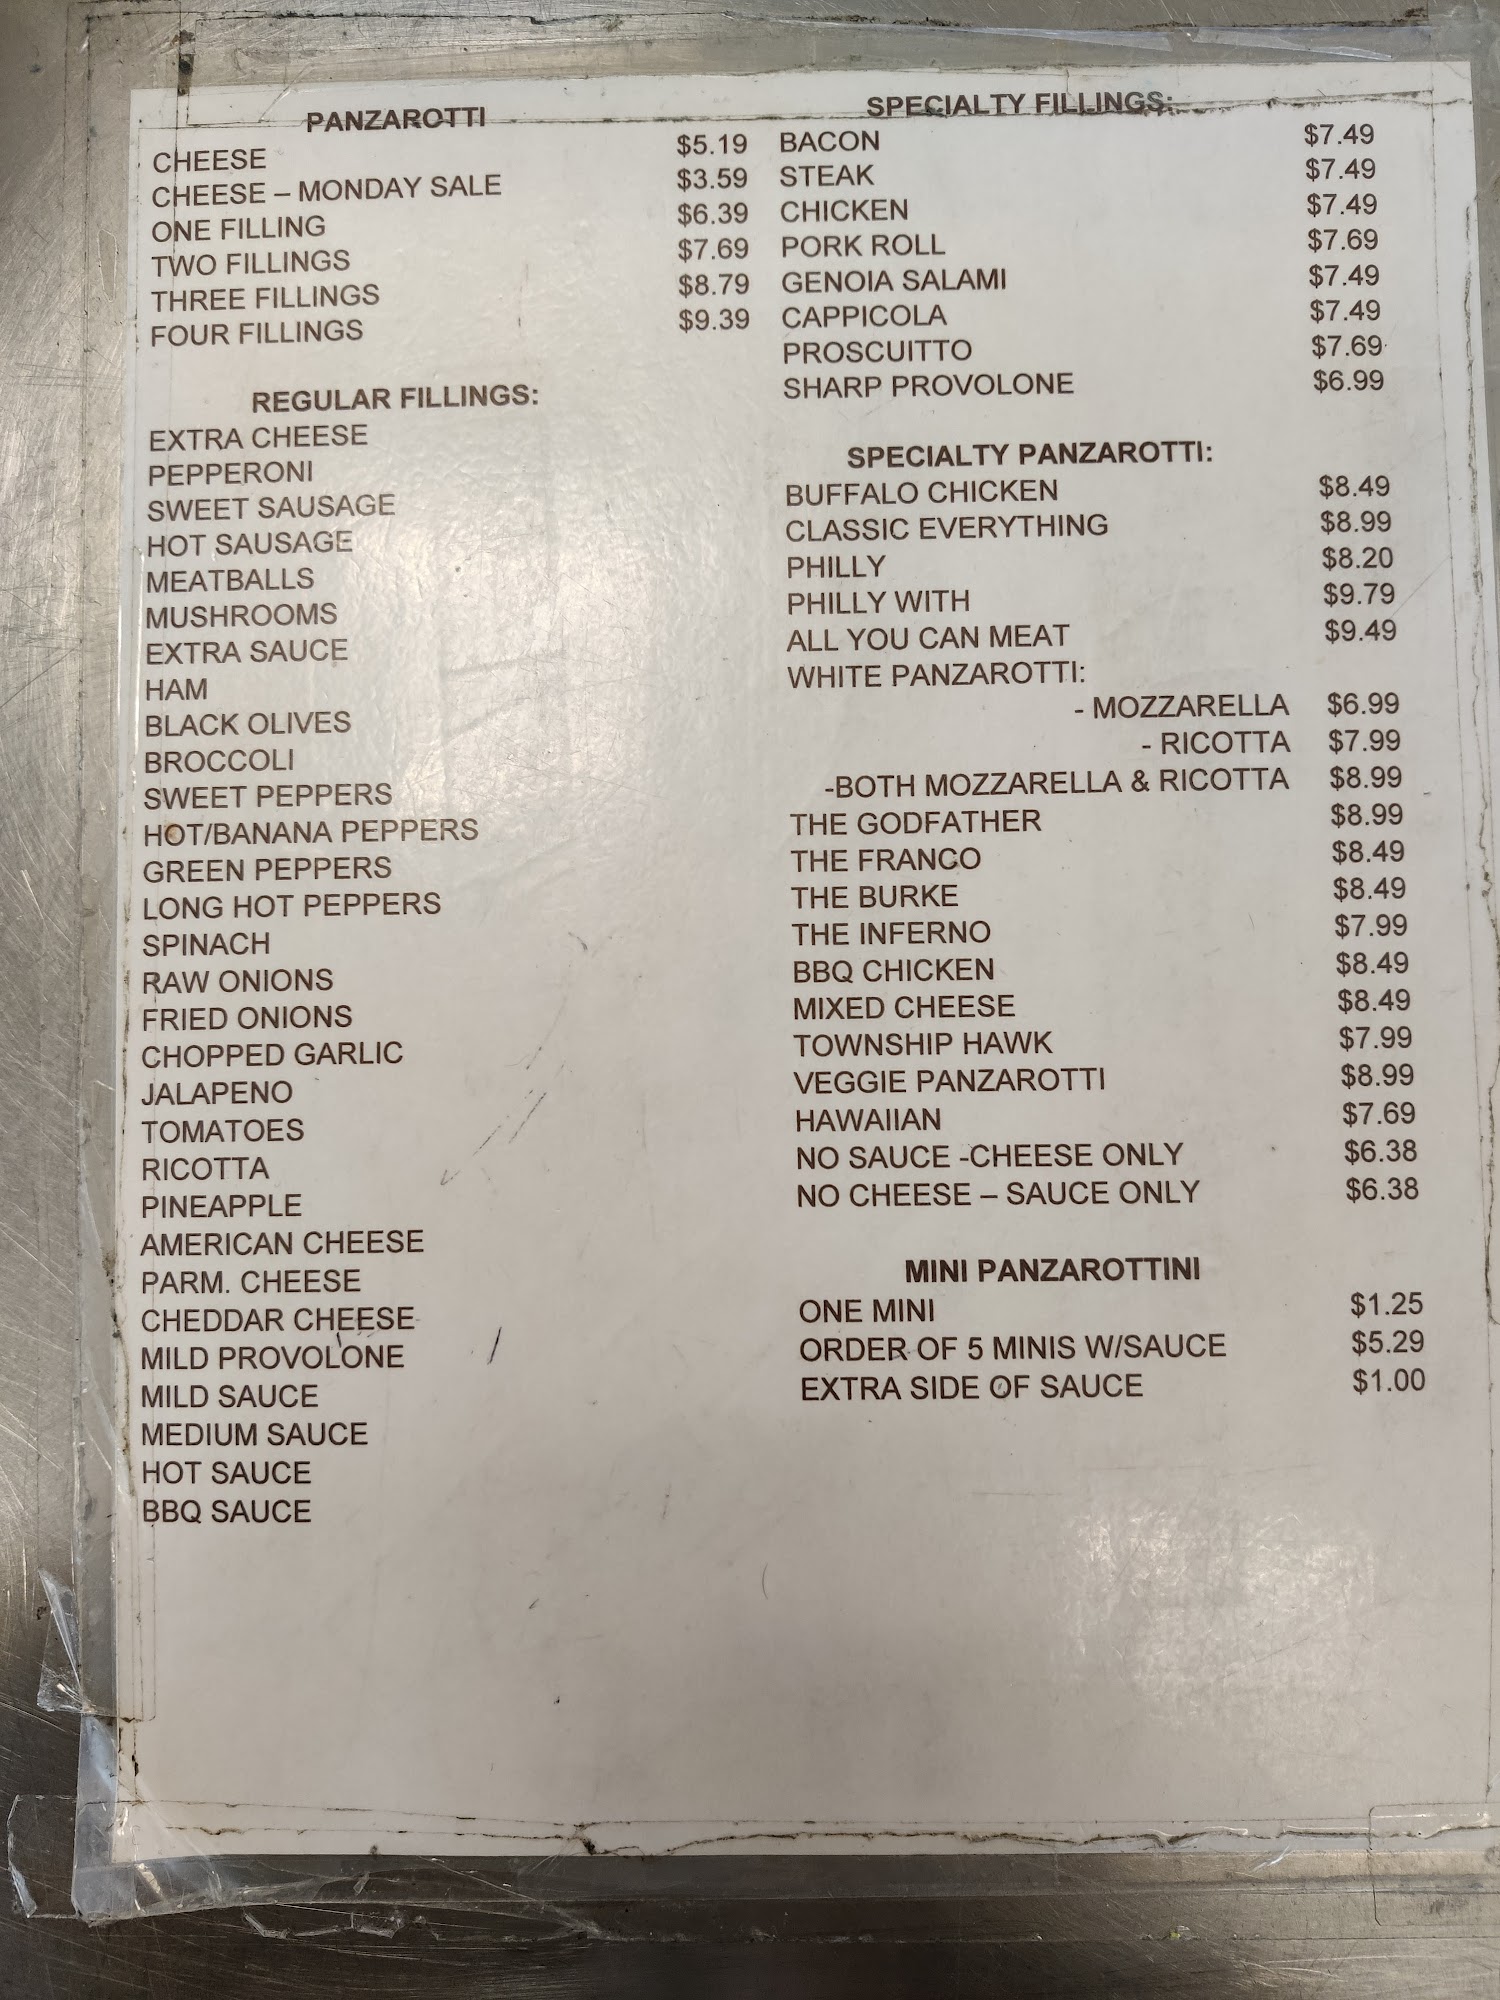 PANZAROTTI
CHEESE $5.19
CHEESE – MONDAY SALE $3.59
ONE FILLING $6.39
TWO FILLINGS $7.69
THREE FILLINGS $8.79
FOUR FILLINGS $9.39
REGULAR FILLINGS:
EXTRA CHEESE
PEPPERONI
SWEET SAUSAGE
HOT SAUSAGE
MEATBALLS
MUSHROOMS
EXTRA SAUCE
HAM
BLACK OLIVES
BROCCOLI
SWEET PEPPERS
HOT/BANANA PEPPERS
GREEN PEPPERS
LONG HOT PEPPERS
SPINACH
RAW ONIONS
FRIED ONIONS
CHOPPED GARLIC
JALAPENO
TOMATOES
RICOTTA
PINEAPPLE
AMERICAN CHEESE
PARM. CHEESE
CHEDDAR CHEESE
MILD PROVOLONE
MILD SAUCE
MEDIUM SAUCE
HOT SAUCE
BBQ SAUCE
SPECIALTY FILLINGS:
BACON $7.49
STEAK $7.49
CHICKEN $7.49
PORK ROLL $7.69
GENOIA SALAMI $7.49
CAPPICOLA $7.49
PROSCUITTO $7.69
SHARP PROVOLONE $6.99
SPECIALTY PANZAROTTI:
BUFFALO CHICKEN $8.49
CLASSIC EVERYTHING $8.99
PHILLY $8.20
PHILLY WITH $9.79
ALL YOU CAN MEAT $9.49
WHITE PANZAROTTI:
- MOZZARELLA $6.99
- RICOTTA $7.99
-BOTH MOZZARELLA & RICOTTA $8.99
THE GODFATHER $8.99
THE FRANCO $8.49
THE BURKE $8.49
THE INFERNO $7.99
BBQ CHICKEN $8.49
MIXED CHEESE $8.49
TOWNSHIP HAWK $7.99
VEGGIE PANZAROTTI $8.99
HAWAIIAN $7.69
NO SAUCE -CHEESE ONLY $6.38
NO CHEESE – SAUCE ONLY $6.38
MINI PANZAROTTINI
ONE MINI $1.25
ORDER OF 5 MINIS W/SAUCE $5.29
EXTRA SIDE OF SAUCE $1.00